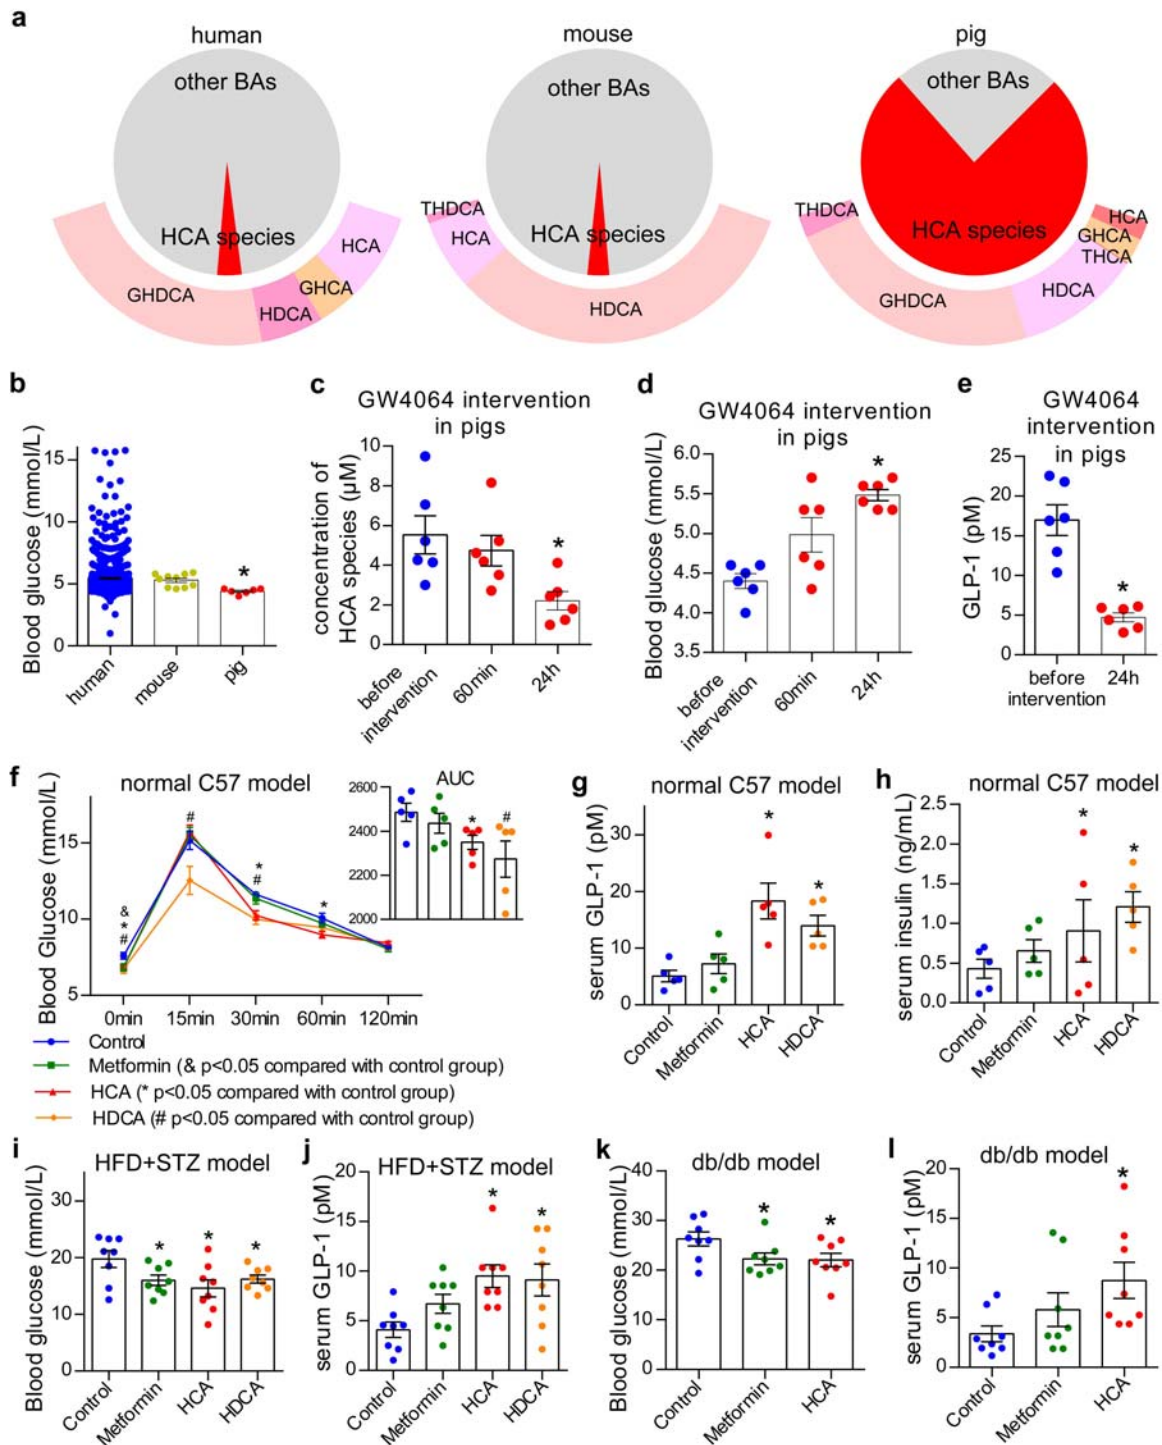 a
human
mouse
pig
other BAs
other BAs
other BAs
HCA species
HCA species
HCA species
GHDCA
HDCA
GHCA
HCA
THDCA
HCA
HDCA
THDCA
GHDCA
HDCA
THCA
GHCA
HCA
b
Blood glucose (mmol/L)
15
10
5
0
human
mouse
pig
*
c
GW4064 intervention
in pigs
concentration of
HCA species (µM)
10
8
6
4
2
0
before
intervention
60min
24h
*
d
GW4064 intervention
in pigs
Blood glucose (mmol/L)
6.0
5.5
5.0
4.5
4.0
3.5
before
intervention
60min
24h
*
e
GW4064
intervention
in pigs
GLP-1 (pM)
25
20
15
10
5
0
before
intervention
24h
*
f
normal C57 model
Blood Glucose (mmol/L)
15
10
5
&
*
#
#
*
#
*
0min
15min
30min
60min
120min
AUC
2600
2400
2200
2000
*
#
Control
Metformin (& p<0.05 compared with control group)
HCA (* p<0.05 compared with control group)
HDCA (# p<0.05 compared with control group)
g
normal C57 model
serum GLP-1 (pM)
30
20
10
0
*
*
Control
Metformin
HCA
HDCA
h
normal C57 model
serum insulin (ng/mL)
2.5
2.0
1.5
1.0
0.5
0.0
*
*
Control
Metformin
HCA
HDCA
i
HFD+STZ model
Blood glucose (mmol/L)
30
20
10
0
*
*
*
Control
Metformin
HCA
HDCA
j
HFD+STZ model
serum GLP-1 (pM)
20
15
10
5
0
*
*
Control
Metformin
HCA
HDCA
k
db/db model
Blood glucose (mmol/L)
40
30
20
10
0
*
*
Control
Metformin
HCA
l
db/db model
serum GLP-1 (pM)
20
15
10
5
0
*
Control
Metformin
HCA